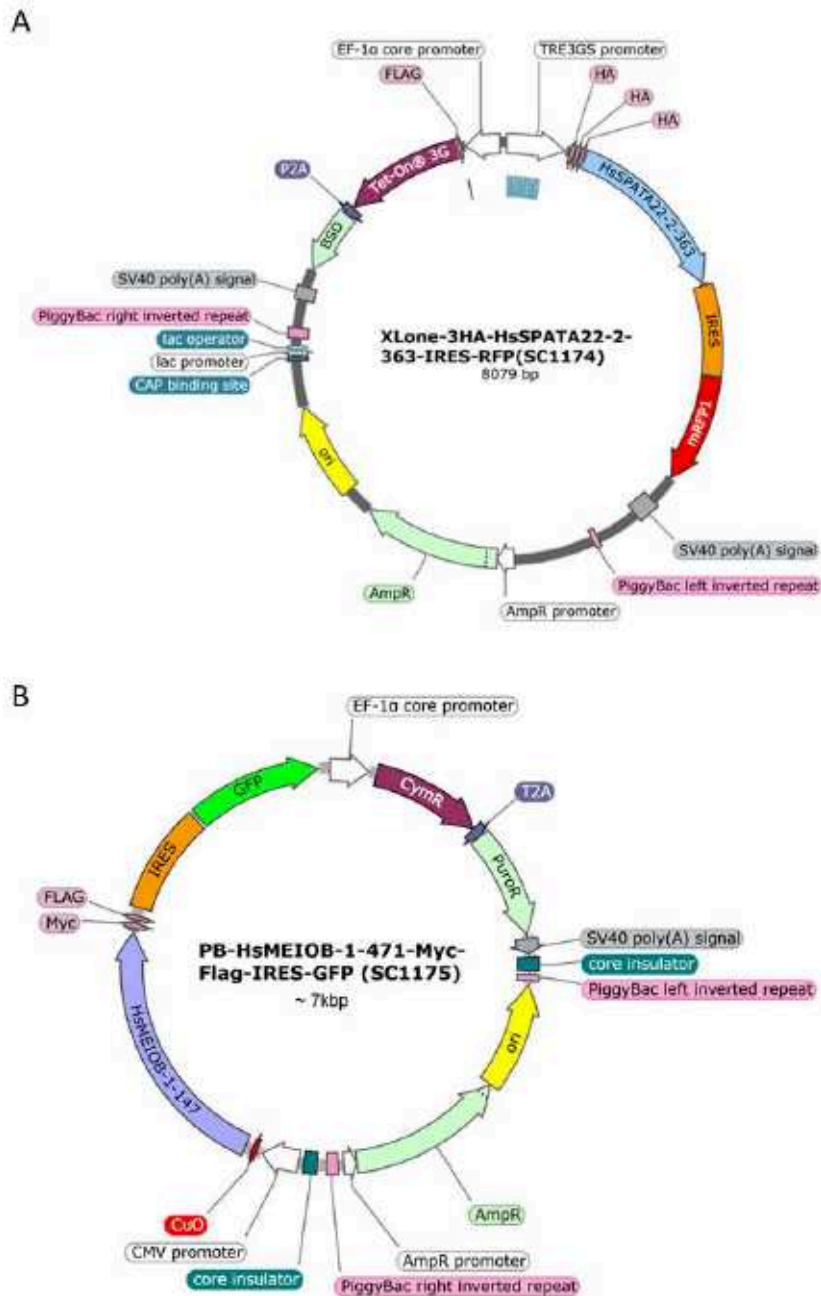 A
EF-1α core promoter
TRE3GS promoter
FLAG
HA
HA
HA
P2A
Tet-On® 3G
HsSPATA22-2-363
BSD
SV40 poly(A) signal
PiggyBac right inverted repeat
lac operator
lac promoter
CAP binding site
XLone-3HA-HsSPATA22-2-
363-IRES-RFP(SC1174)
8079 bp
IRES
mRFP1
ori
SV40 poly(A) signal
AmpR
PiggyBac left inverted repeat
AmpR promoter
B
EF-1α core promoter
GFP
CymR
T2A
IRES
PuroR
FLAG
Myc
PB-HsMEIOB-1-471-Myc-
Flag-IRES-GFP (SC1175)
~ 7kbp
SV40 poly(A) signal
core insulator
PiggyBac left inverted repeat
HsMEIOB-1-147
ori
AmpR
CuO
CMV promoter
core insulator
AmpR promoter
PiggyBac right inverted repeat